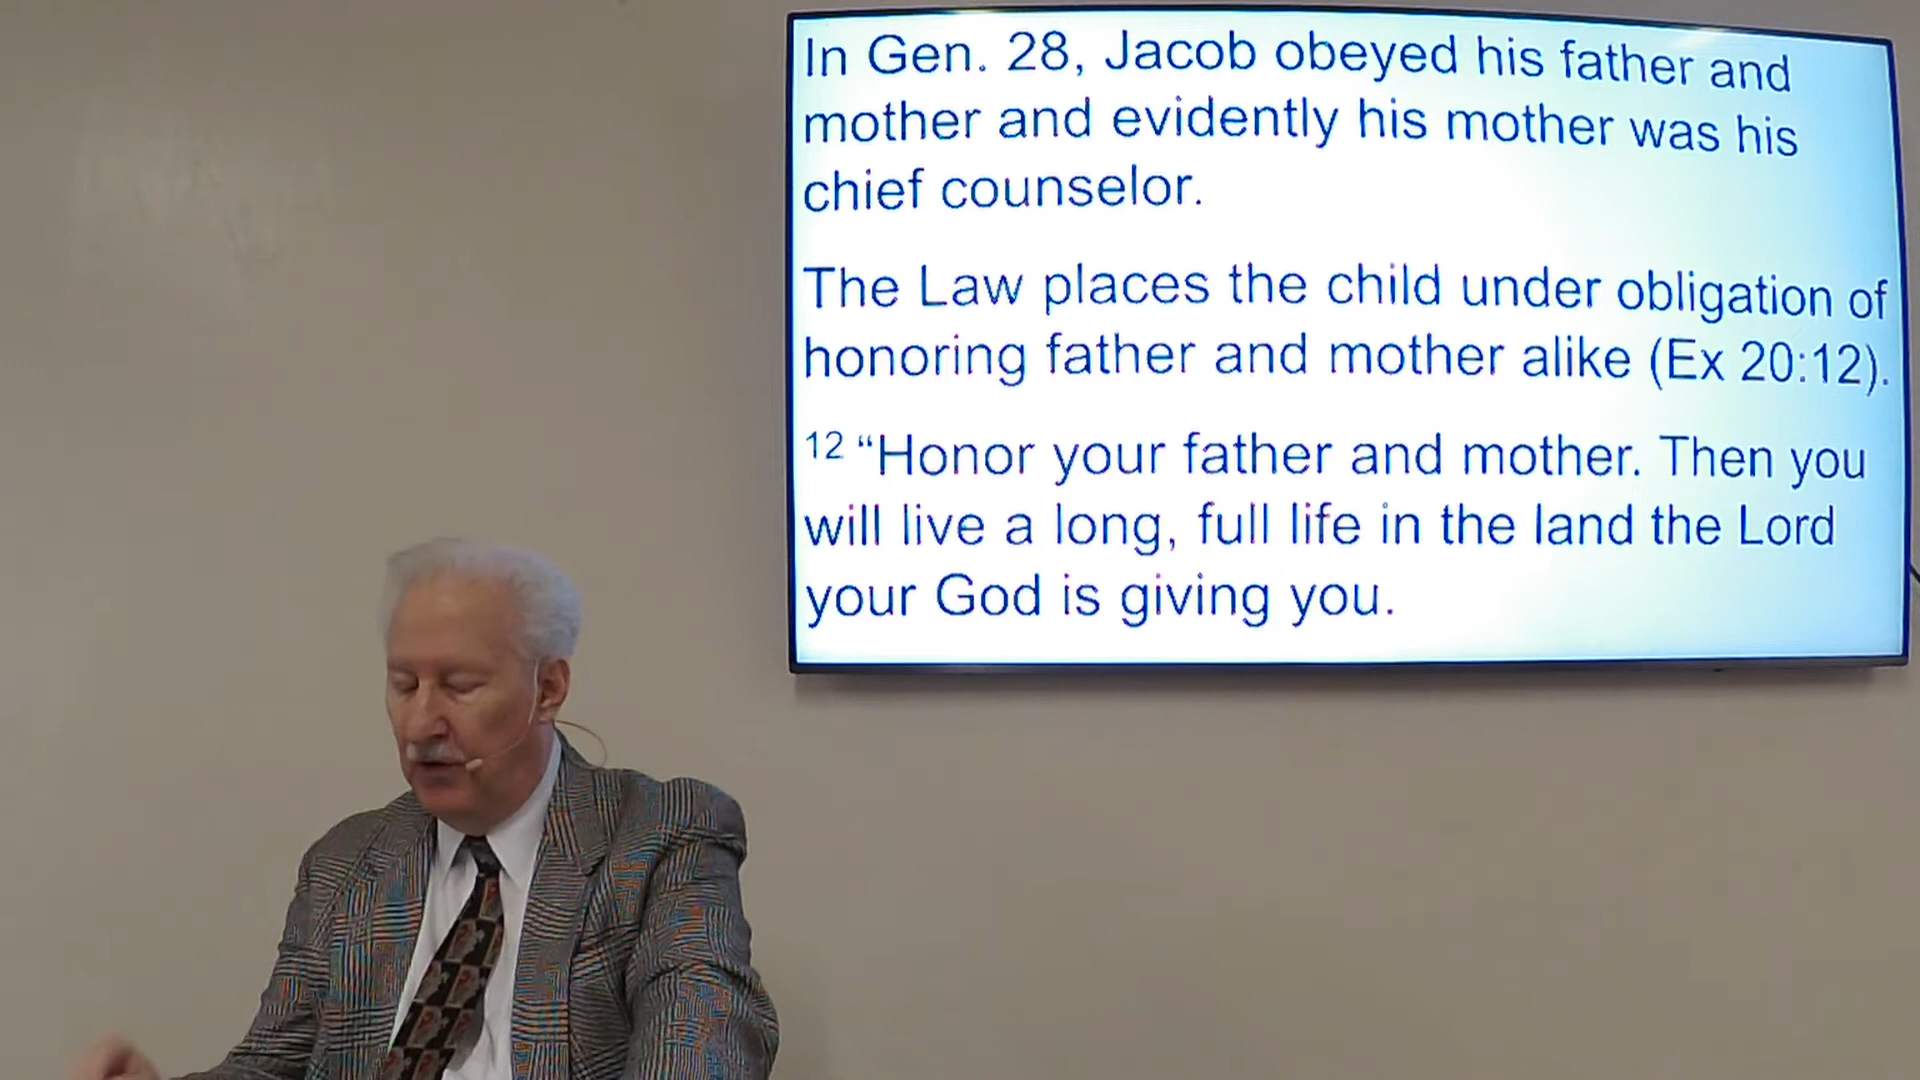 In Gen. 28, Jacob obeyed his father and
mother and evidently his mother was his
chief counselor.
The Law places the child under obligation of
honoring father and mother alike (Ex 20:12).
12 “Honor your father and mother. Then you
will live a long, full life in the land the Lord
your God is giving you.